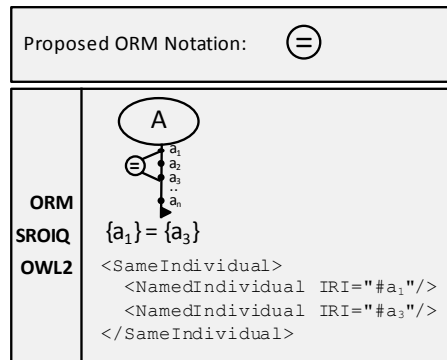 Proposed ORM Notation: =
A
a₁
= a₂
a₃
..
aₙ
ORM
SROIQ {a₁} = {a₃}
OWL2 <SameIndividual>
<NamedIndividual IRI="#a₁"/>
<NamedIndividual IRI="#a₃"/>
</SameIndividual>